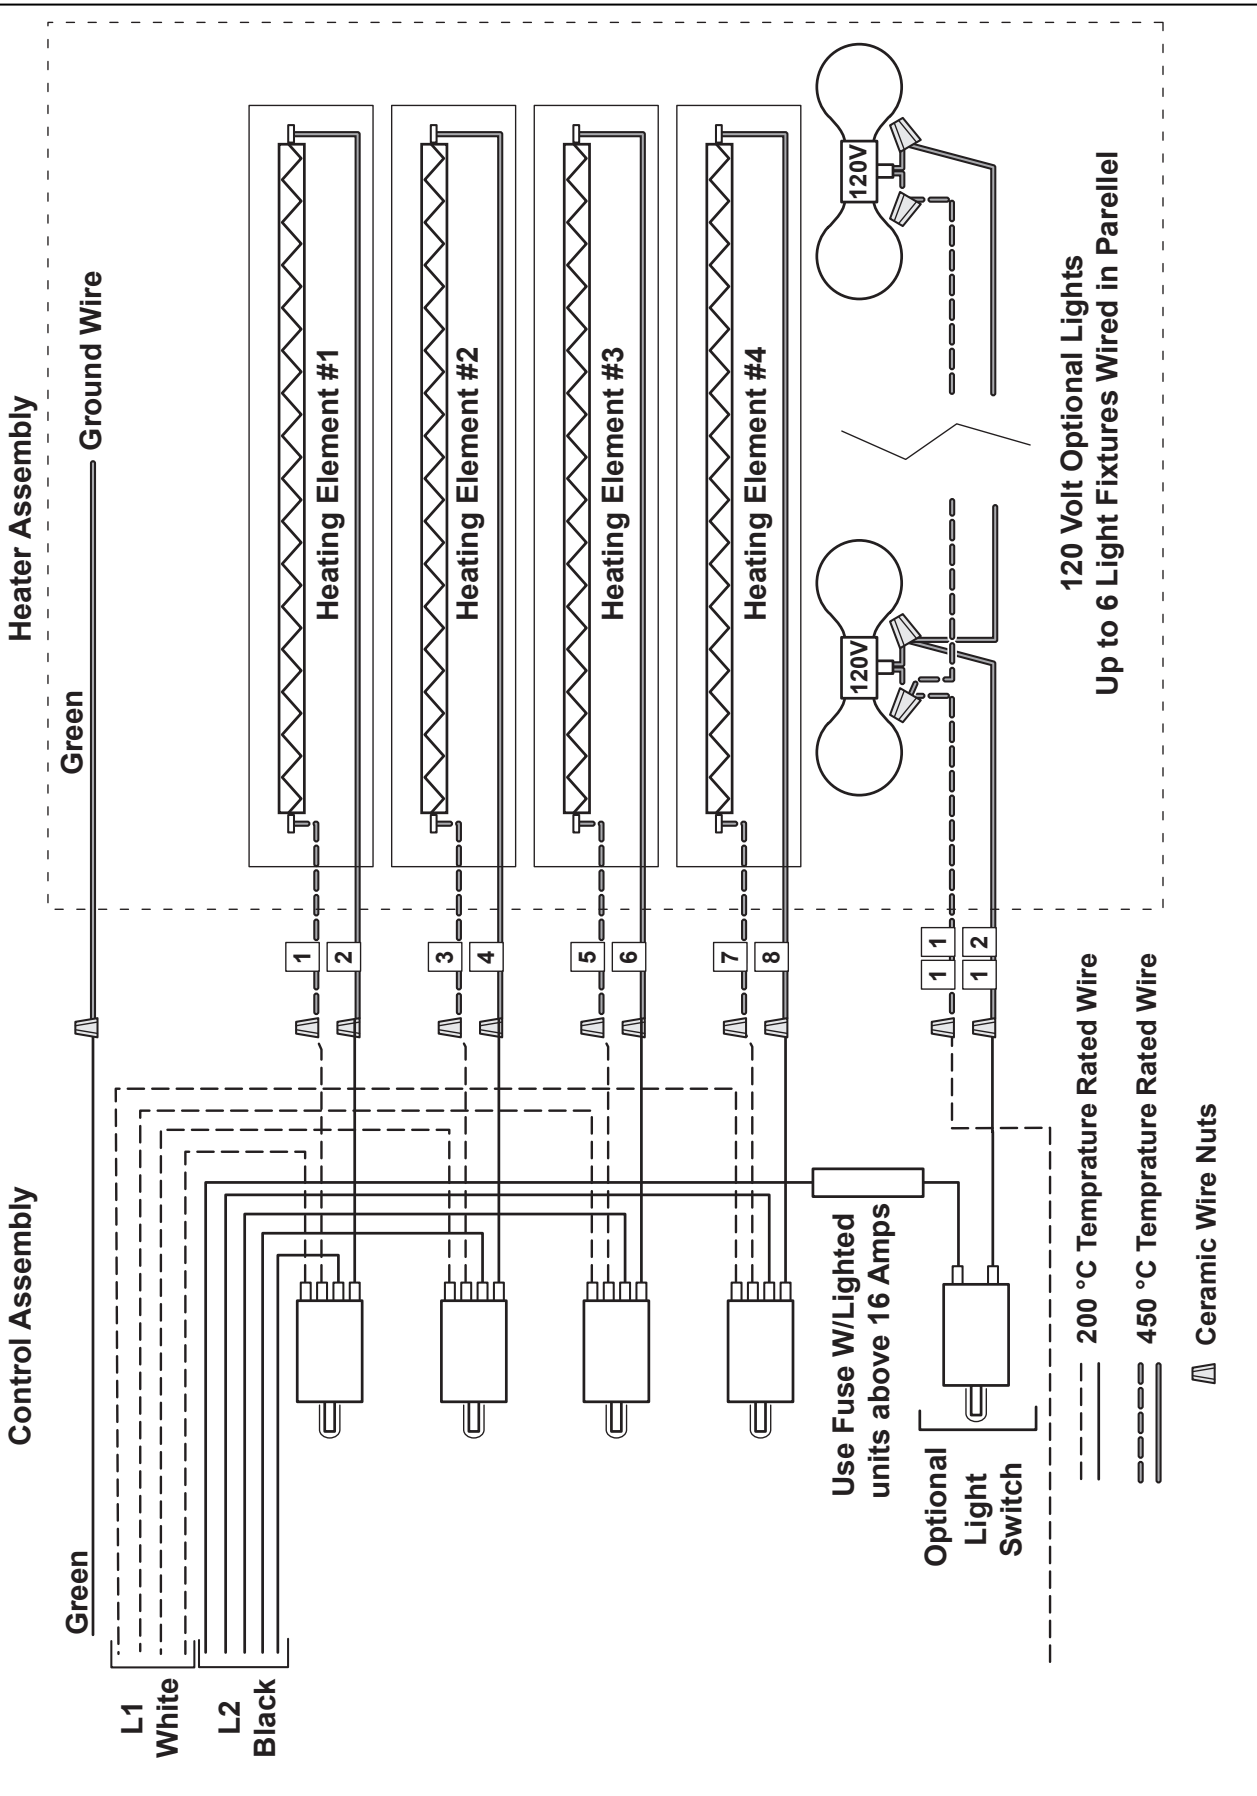 Control Assembly
Heater Assembly
Green
Green
Ground Wire
L1
White
L2
Black
1
2
Heating Element #1
3
4
Heating Element #2
5
6
Heating Element #3
7
8
Heating Element #4
120V
120V
Use Fuse W/Lighted
units above 16 Amps
1 1
1 2
Optional
Light
Switch
120 Volt Optional Lights
Up to 6 Light Fixtures Wired in Parellel
200 °C Temprature Rated Wire
450 °C Temprature Rated Wire
Ceramic Wire Nuts